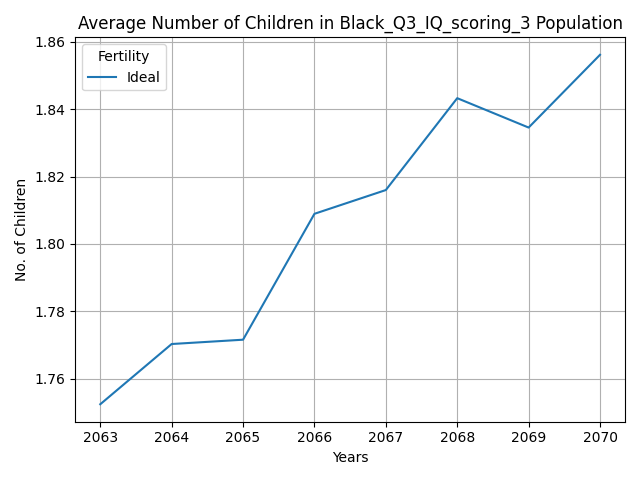 Average Number of Children in Black_Q3_IQ_scoring_3 Population
Fertility
Ideal
No. of Children
1.86
1.84
1.82
1.80
1.78
1.76
2063 2064 2065 2066 2067 2068 2069 2070
Years